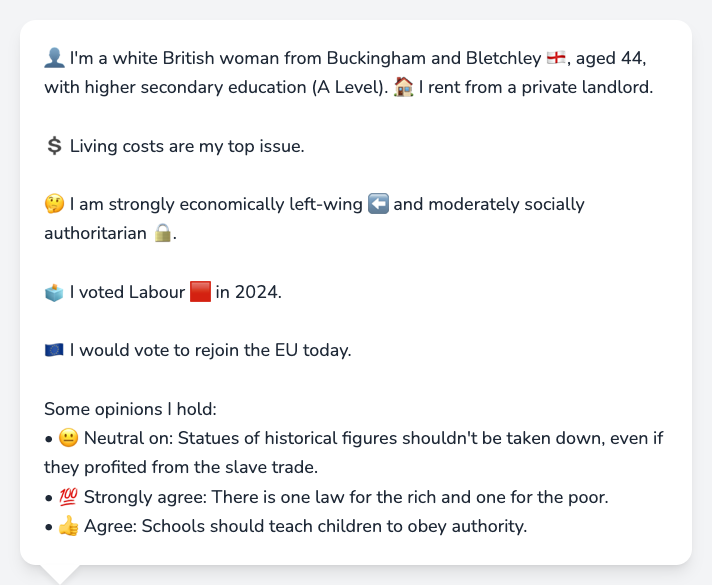 👤 I'm a white British woman from Buckingham and Bletchley 🏴󠁧󠁢󠁥󠁮󠁧󠁿, aged 44,
with higher secondary education (A Level). 🏠 I rent from a private landlord.
💲 Living costs are my top issue.
🤔 I am strongly economically left-wing ⬅️ and moderately socially
authoritarian 🔒.
🗳️ I voted Labour 🟥 in 2024.
🇪🇺 I would vote to rejoin the EU today.
Some opinions I hold:
• 😐 Neutral on: Statues of historical figures shouldn't be taken down, even if
they profited from the slave trade.
• 💯 Strongly agree: There is one law for the rich and one for the poor.
• 👍 Agree: Schools should teach children to obey authority.